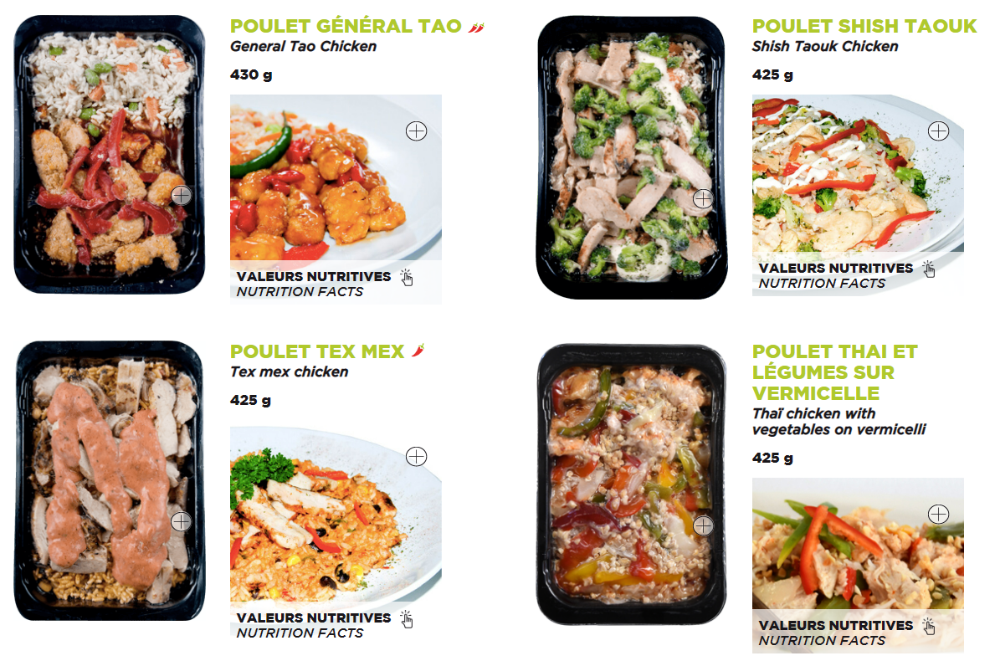 POULET GÉNÉRAL TAO
General Tao Chicken
430 g
VALEURS NUTRITIVES
NUTRITION FACTS
POULET SHISH TAOUK
Shish Taouk Chicken
425 g
VALEURS NUTRITIVES
NUTRITION FACTS
POULET TEX MEX
Tex mex chicken
425 g
VALEURS NUTRITIVES
NUTRITION FACTS
POULET THAI ET
LÉGUMES SUR
VERMICELLE
Thaï chicken with
vegetables on vermicelli
425 g
VALEURS NUTRITIVES
NUTRITION FACTS